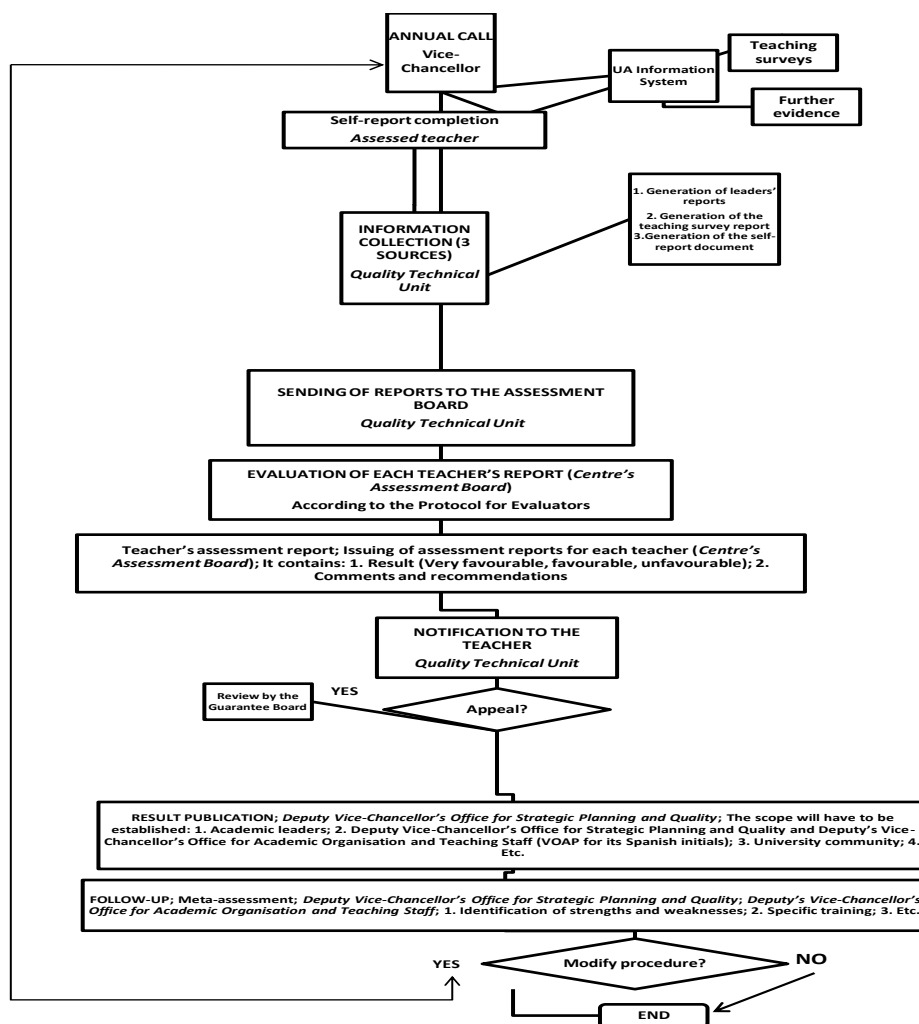 ANNUAL CALL
Vice-
Chancellor
UA Information
System
Teaching
surveys
Further
evidence
Self-report completion
Assessed teacher
1. Generation of leaders'
reports
2. Generation of the
teaching survey report
3.Generation of the self-
report document
INFORMATION
COLLECTION (3
SOURCES)
Quality Technical
Unit
SENDING OF REPORTS TO THE ASSESSMENT
BOARD
Quality Technical Unit
EVALUATION OF EACH TEACHER'S REPORT (Centre's
Assessment Board)
According to the Protocol for Evaluators
Teacher's assessment report; Issuing of assessment reports for each teacher (Centre's
Assessment Board); It contains: 1. Result (Very favourable, favourable, unfavourable); 2.
Comments and recommendations
NOTIFICATION TO THE
TEACHER
Quality Technical Unit
Review by the
Guarantee Board
YES
Appeal?
RESULT PUBLICATION; Deputy Vice-Chancellor's Office for Strategic Planning and Quality; The scope will have to be
established: 1. Academic leaders; 2. Deputy Vice-Chancellor's Office for Strategic Planning and Quality and Deputy's Vice-
Chancellor's Office for Academic Organisation and Teaching Staff (VOAP for its Spanish initials); 3. University community; 4.
Etc.
FOLLOW-UP; Meta-assessment; Deputy Vice-Chancellor's Office for Strategic Planning and Quality; Deputy's Vice-Chancellor's
Office for Academic Organisation and Teaching Staff; 1. Identification of strengths and weaknesses; 2. Specific training; 3. Etc.
YES
Modify procedure?
NO
END